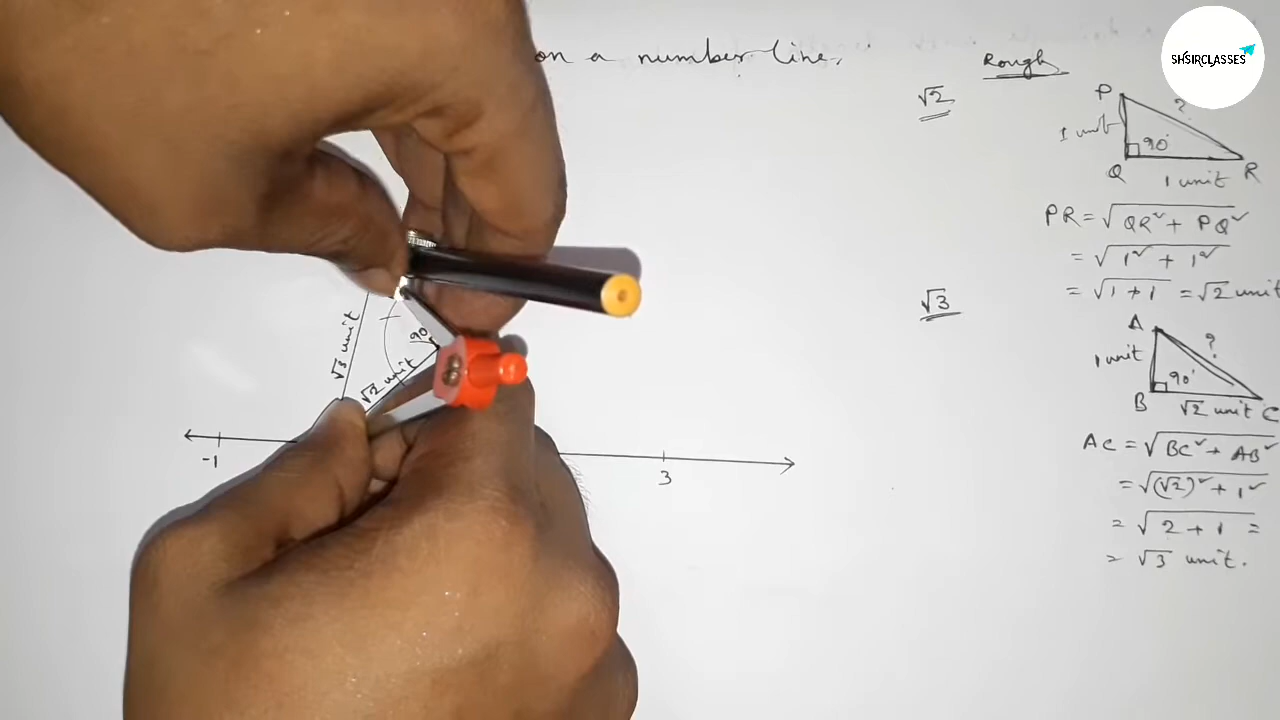 on a number line.
Rough
SHSIRCLASSES
√2
P
?
1 unit
90°
Q
1 unit
R
PR = √QR² + PQ²
= √1² + 1²
= √1 + 1 = √2 unit
√3
A
?
1 unit
90°
B
√2 unit
C
AC = √BC² + AB²
= √(√2)² + 1²
= √2 + 1 =
= √3 unit.
√3 unit
90
√2 unit
-1
3